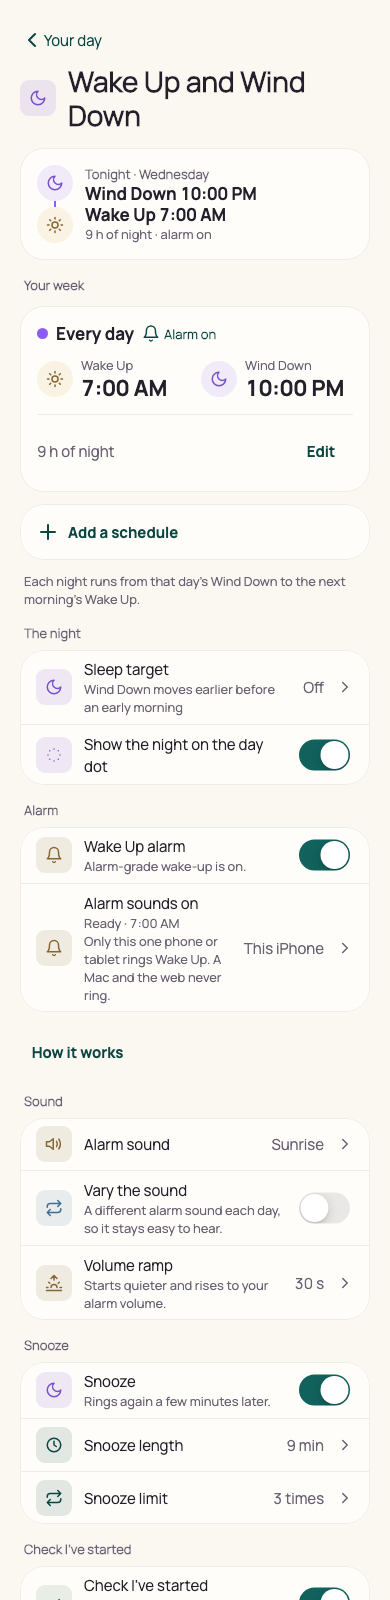 Your day
Wake Up and Wind
Down
Tonight · Wednesday
Wind Down 10:00 PM
Wake Up 7:00 AM
9 h of night · alarm on
Your week
Every day
Alarm on
Wake Up
7:00 AM
Wind Down
10:00 PM
9 h of night
Edit
Add a schedule
Each night runs from that day's Wind Down to the next
morning's Wake Up.
The night
Sleep target
Wind Down moves earlier before
an early morning
Off
Show the night on the day
dot
Alarm
Wake Up alarm
Alarm-grade wake-up is on.
Alarm sounds on
Ready · 7:00 AM
Only this one phone or
tablet rings Wake Up. A
Mac and the web never
ring.
This iPhone
How it works
Sound
Alarm sound
Sunrise
Vary the sound
A different alarm sound each day,
so it stays easy to hear.
Volume ramp
Starts quieter and rises to your
alarm volume.
30 s
Snooze
Snooze
Rings again a few minutes later.
Snooze length
9 min
Snooze limit
3 times
Check I've started
Check I've started